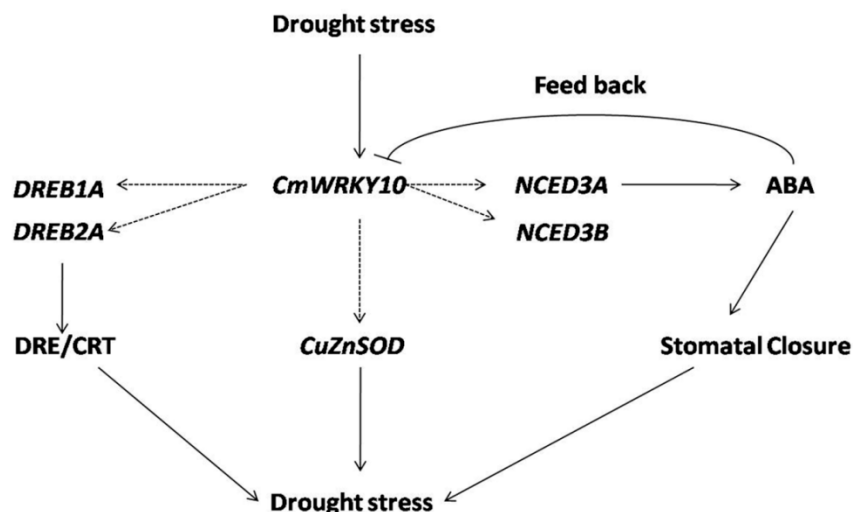 Drought stress
Feed back
DREB1A CmWRKY10 NCED3A ABA
DREB2A NCED3B
DRE/CRT CuZnSOD Stomatal Closure
Drought stress